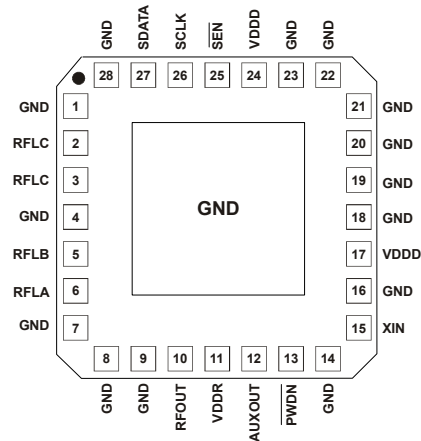 GND SDATA SCLK SEN VDDD GND GND
28 27 26 25 24 23 22
GND 1 21 GND
RFLC 2 20 GND
RFLC 3 19 GND
GND 4 GND 18 GND
RFLB 5 17 VDDD
RFLA 6 16 GND
GND 7 15 XIN
8 9 10 11 12 13 14
GND GND RFOUT VDDR AUXOUT PWDN GND